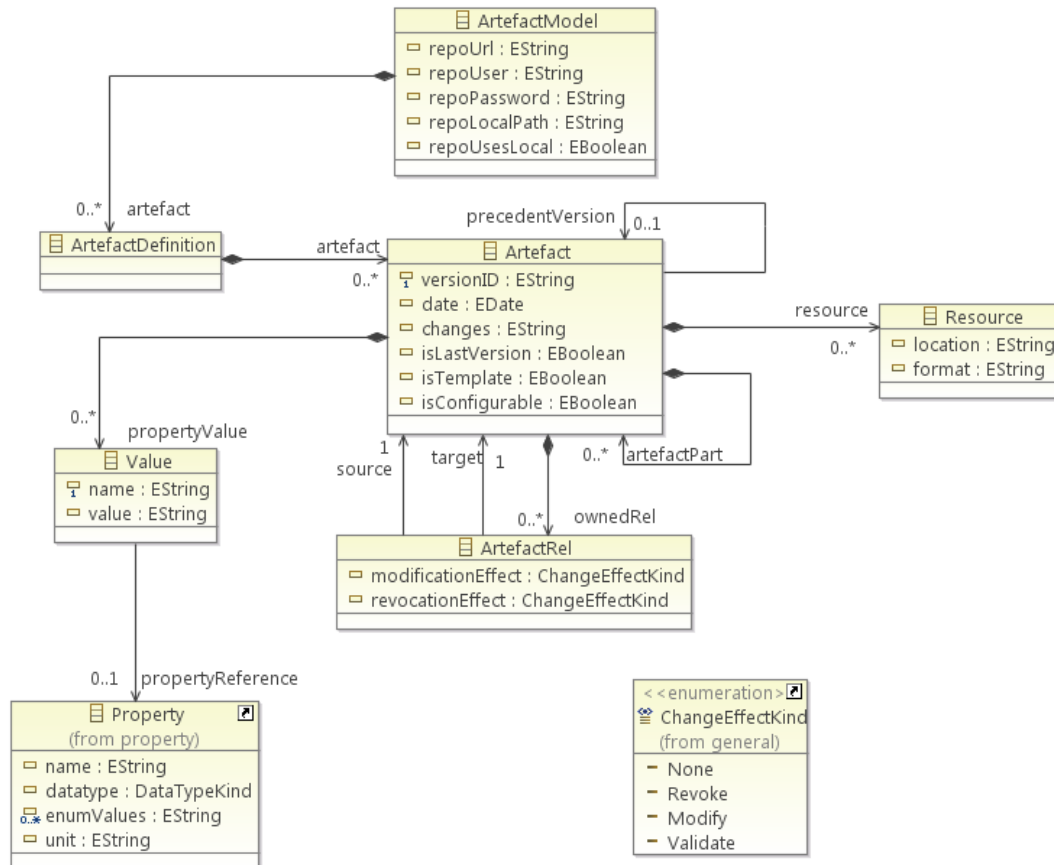 ArtefactModel
repoUrl : EString
repoUser : EString
repoPassword : EString
repoLocalPath : EString
repoUsesLocal : EBoolean
0..* artefact
ArtefactDefinition
artefact
0..*
precedentVersion
0..1
Artefact
1 versionID : EString
date : EDate
changes : EString
isLastVersion : EBoolean
isTemplate : EBoolean
isConfigurable : EBoolean
resource
0..*
Resource
location : EString
format : EString
0..*
propertyValue
Value
1 name : EString
value : EString
1
source
target 1
0..* artefactPart
0..* ownedRel
ArtefactRel
modificationEffect : ChangeEffectKind
revocationEffect : ChangeEffectKind
0..1 propertyReference
Property
(from property)
name : EString
datatype : DataTypeKind
0..* enumValues : EString
unit : EString
<<enumeration>>
ChangeEffectKind
(from general)
None
Revoke
Modify
Validate